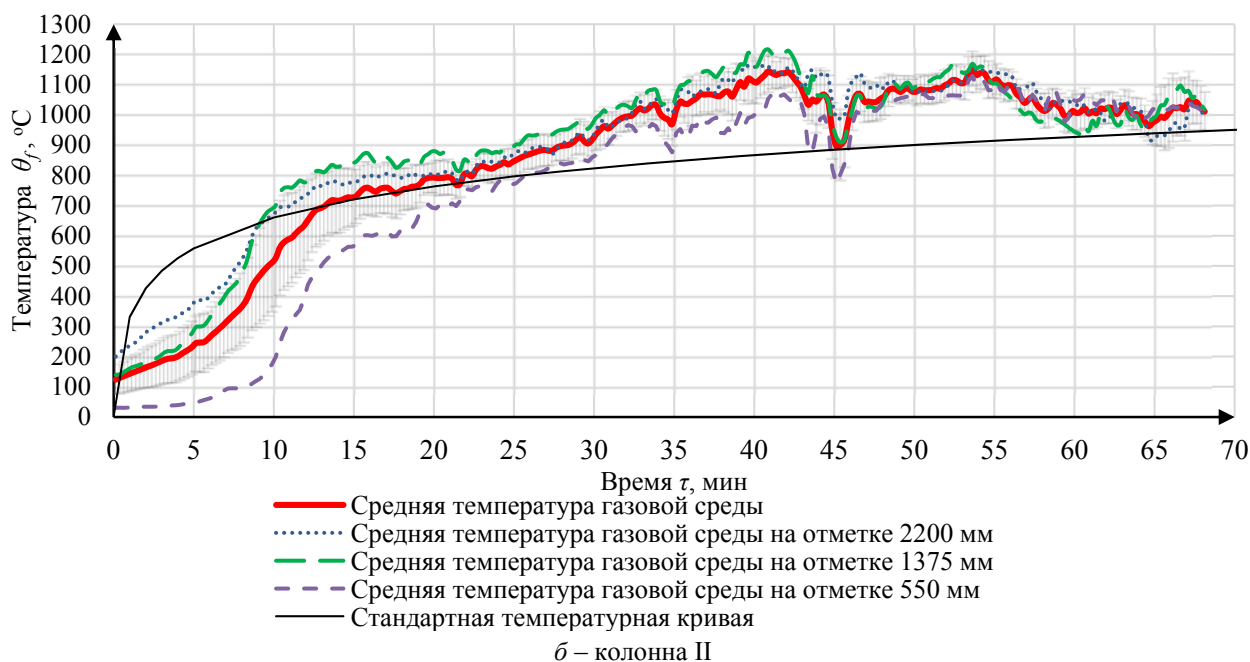 1300
1200
1100
1000
900
800
700
600
500
400
300
200
100
0
Температура θf, oC
0 5 10 15 20 25 30 35 40 45 50 55 60 65 70
Время τ, мин
Средняя температура газовой среды
Средняя температура газовой среды на отметке 2200 мм
Средняя температура газовой среды на отметке 1375 мм
Средняя температура газовой среды на отметке 550 мм
Стандартная температурная кривая
б – колонна II